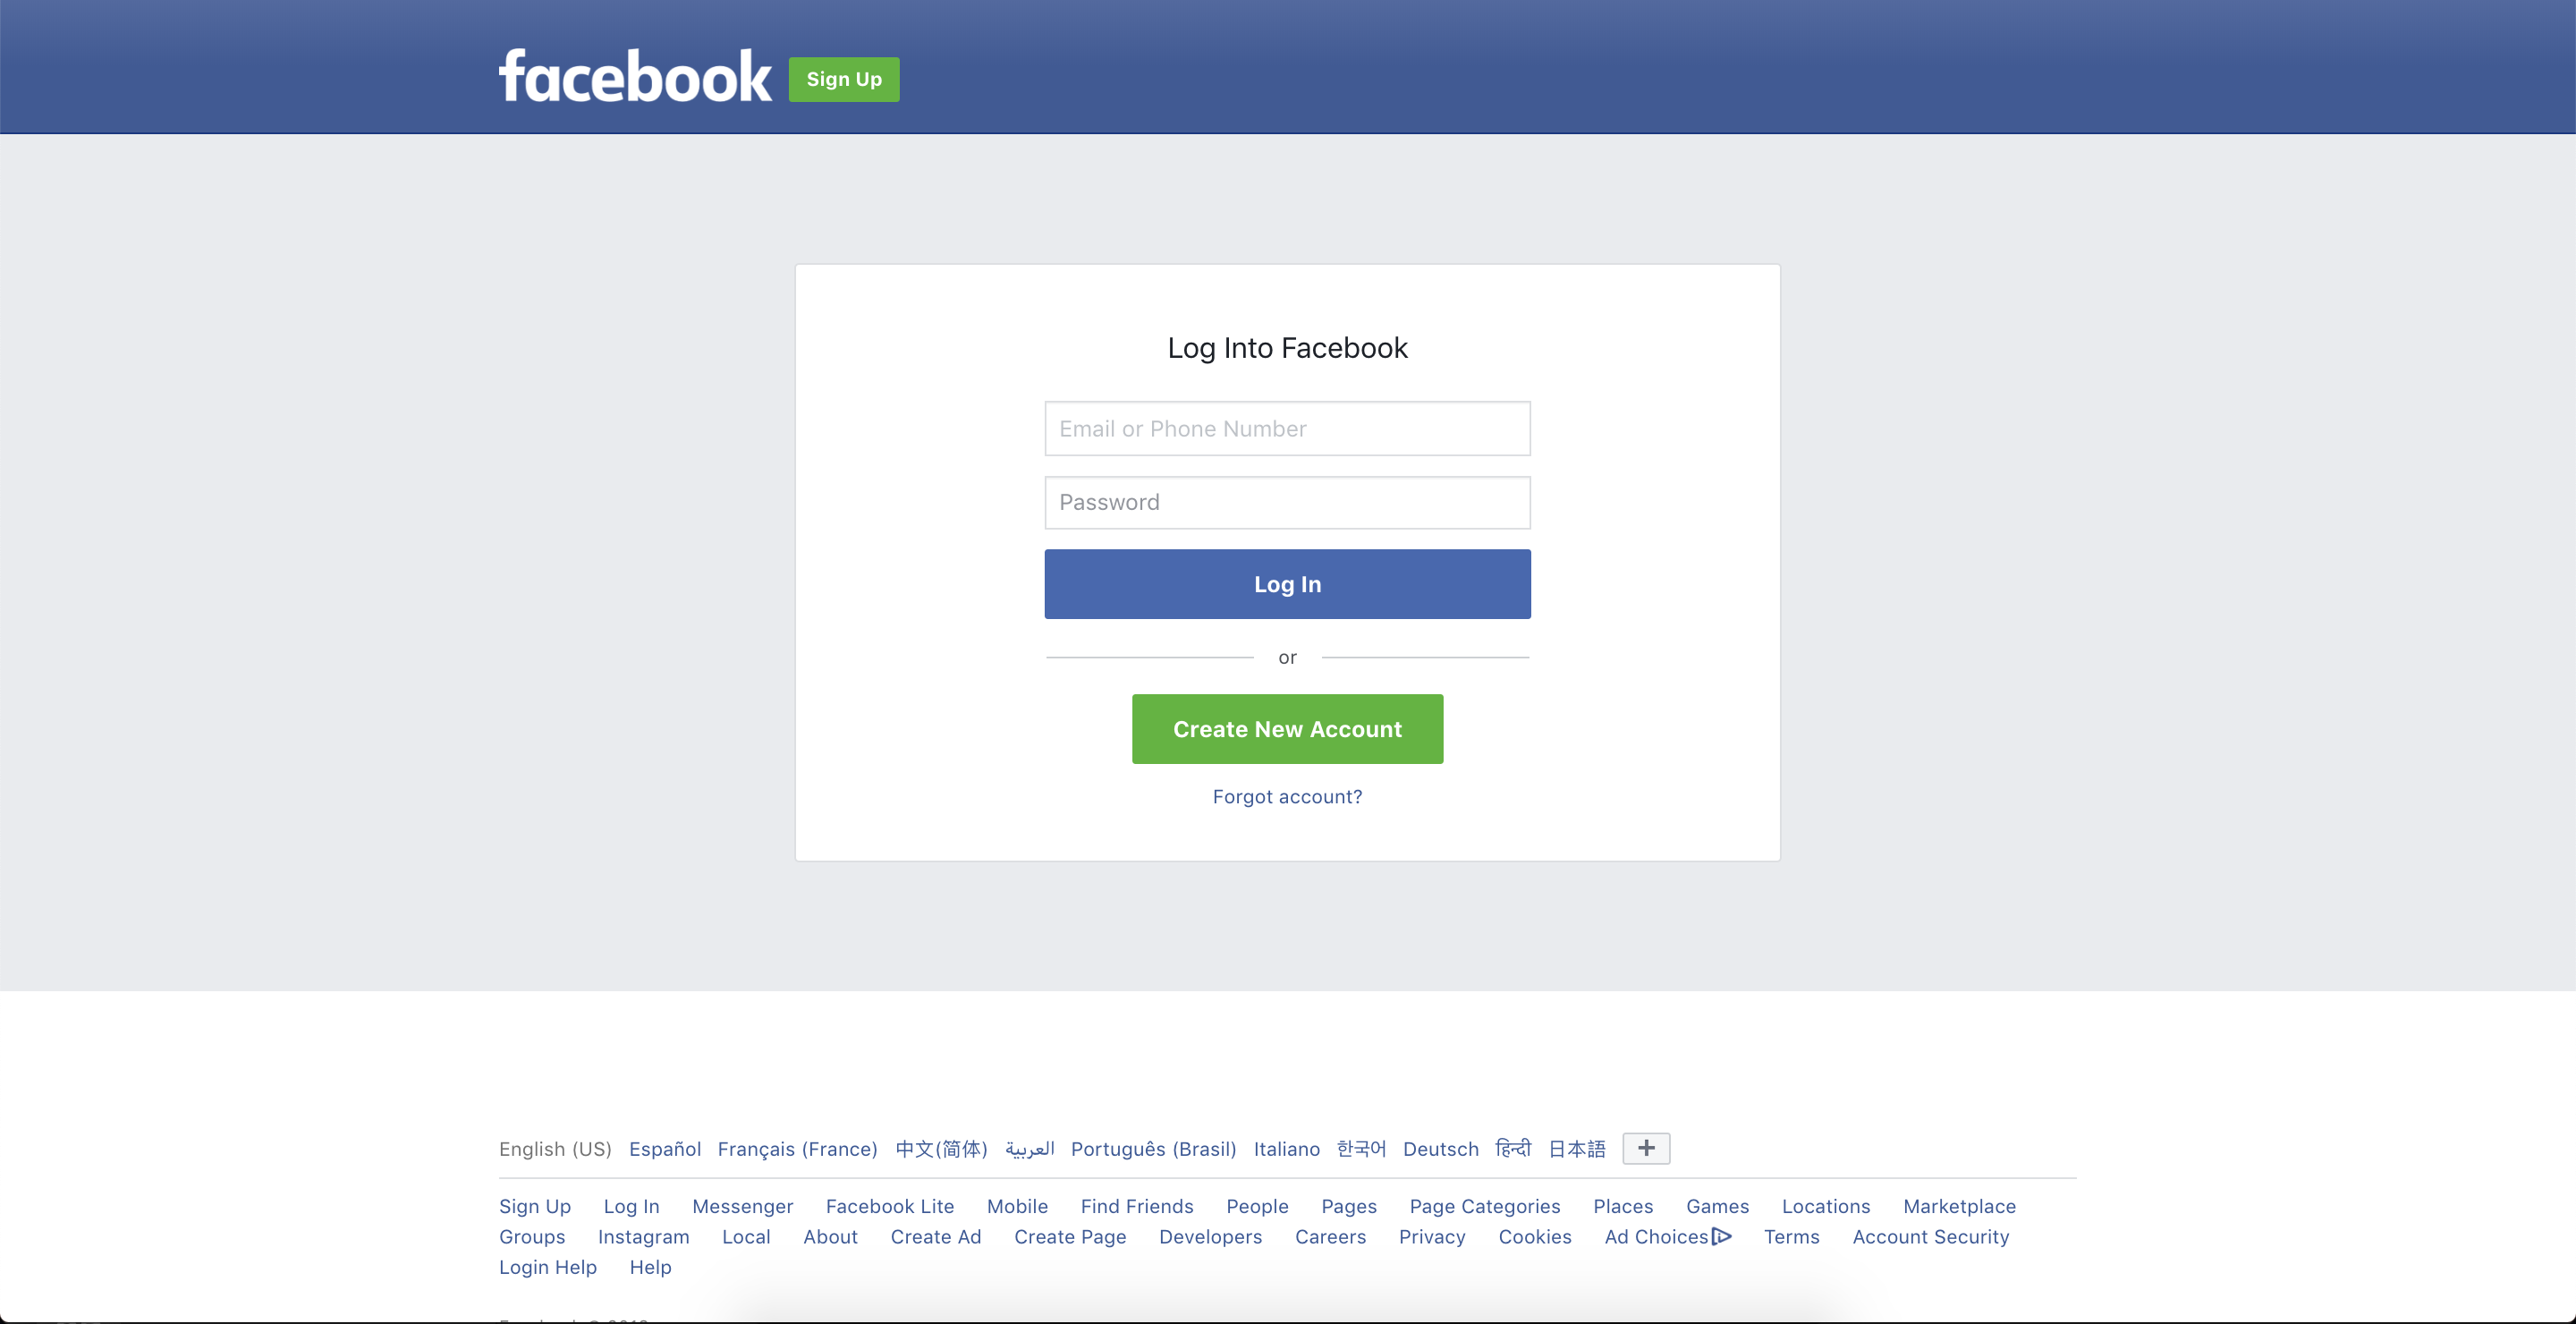 facebook Sign Up
Log Into Facebook
Email or Phone Number
Password
Log In
or
Create New Account
Forgot account?
English (US) Español Français (France) 中文(简体) العربية Português (Brasil) Italiano 한국어 Deutsch हिन्दी 日本語 +
Sign Up Log In Messenger Facebook Lite Mobile Find Friends People Pages Page Categories Places Games Locations Marketplace
Groups Instagram Local About Create Ad Create Page Developers Careers Privacy Cookies Ad Choices Terms Account Security
Login Help Help